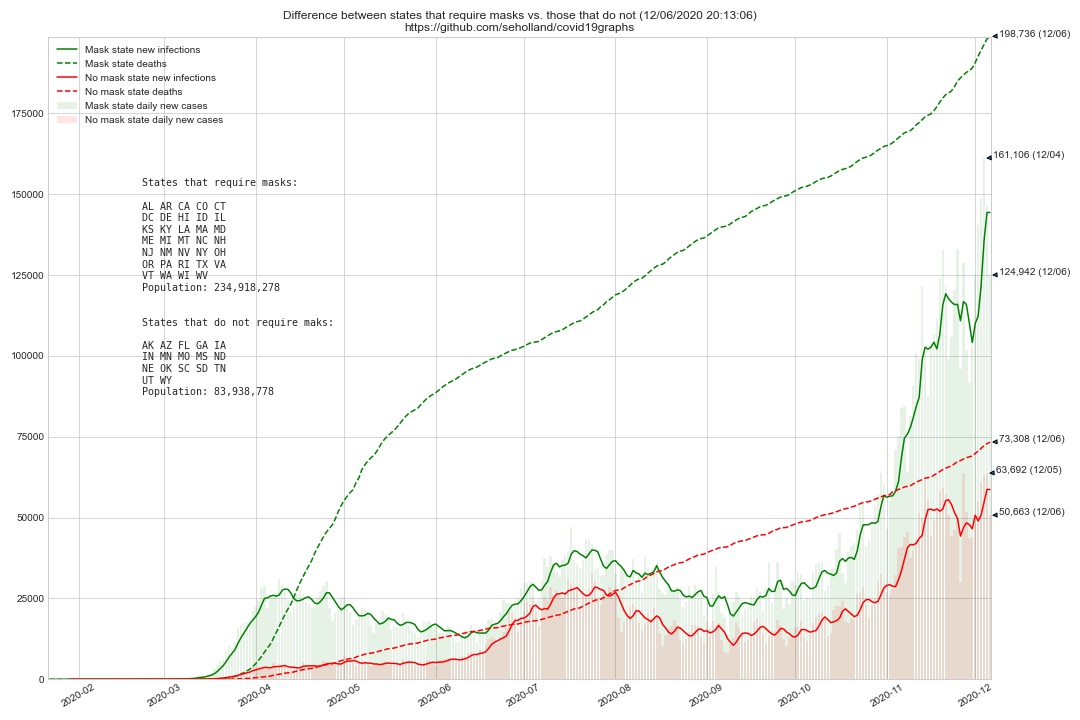 Difference between states that require masks vs. those that do not (12/06/2020 20:13:06)
https://github.com/seholland/covid19graphs
Mask state new infections
Mask state deaths
No mask state new infections
No mask state deaths
Mask state daily new cases
No mask state daily new cases
States that require masks:
AL AR CA CO CT
DC DE HI ID IL
KS KY LA MA MD
ME MI MT NC NH
NJ NM NV NY OH
OR PA RI TX VA
VT WA WI WV
Population: 234,918,278
States that do not require maks:
AK AZ FL GA IA
IN MN MO MS ND
NE OK SC SD TN
UT WY
Population: 83,938,778
198,736 (12/06)
161,106 (12/04)
124,942 (12/06)
73,308 (12/06)
63,692 (12/05)
50,663 (12/06)
175000
150000
125000
100000
75000
50000
25000
0
2020-02
2020-03
2020-04
2020-05
2020-06
2020-07
2020-08
2020-09
2020-10
2020-11
2020-12